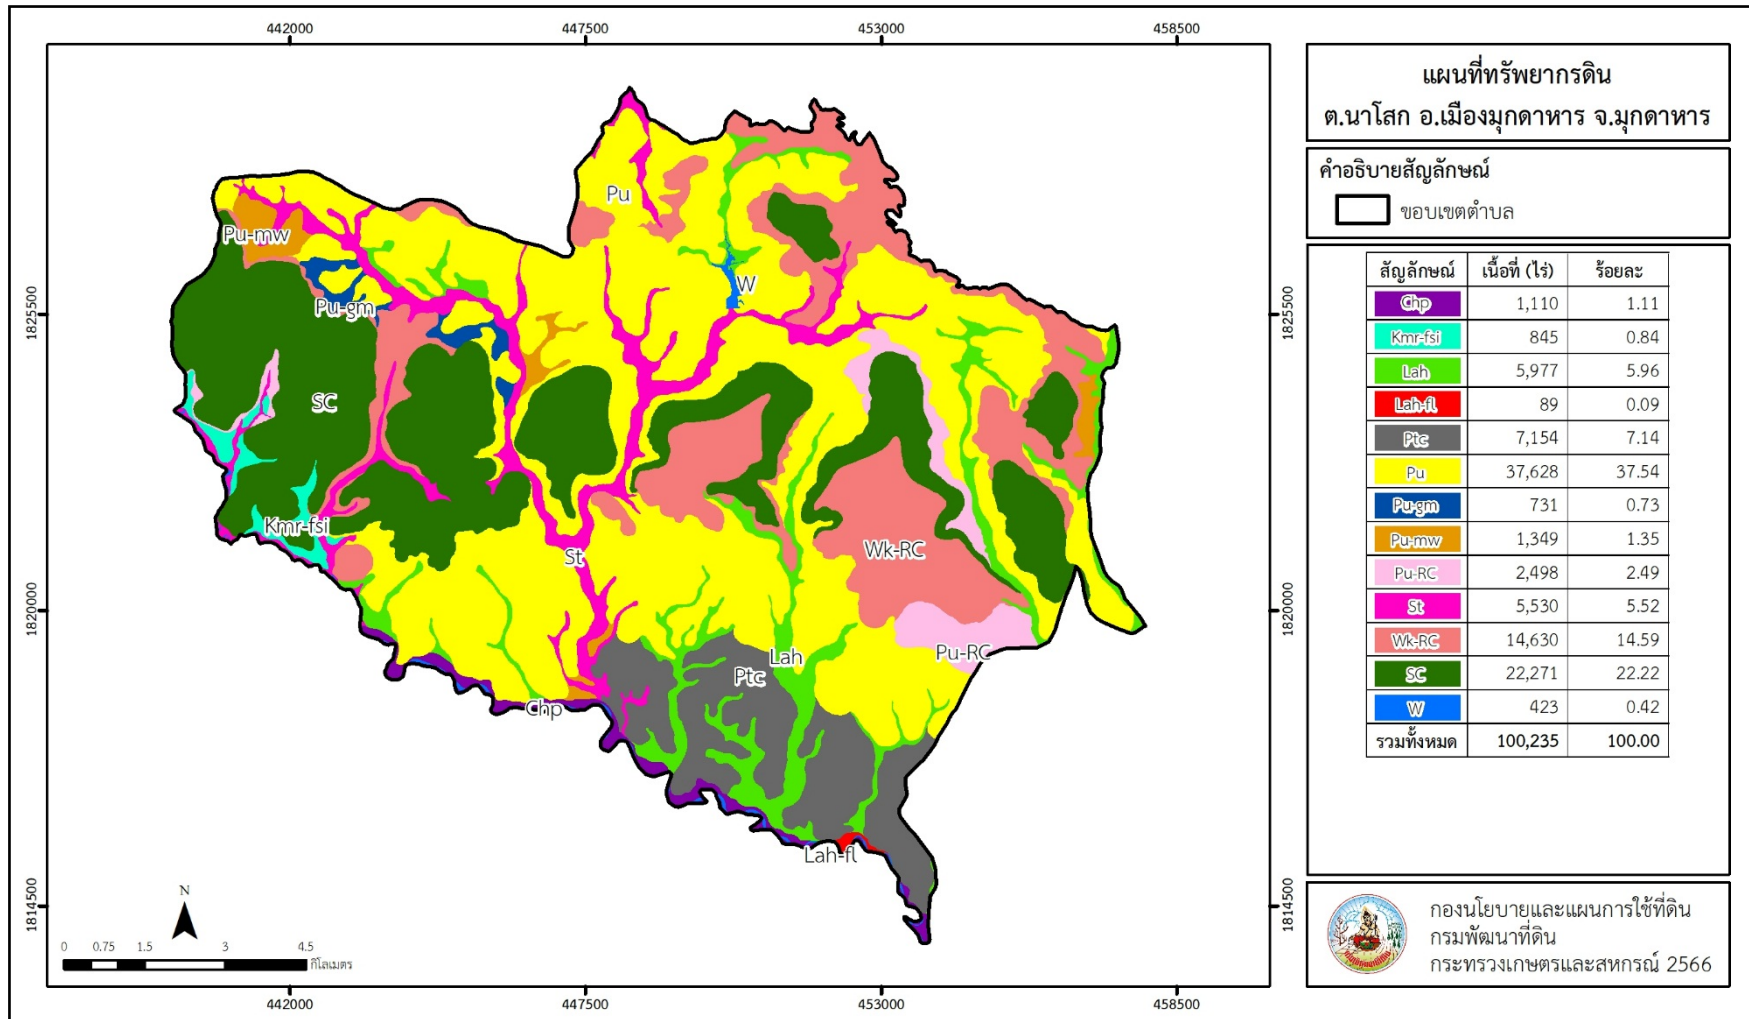 442000 447500 453000 458500
แผนที่ทรัพยากรดิน
ต.นาโสก อ.เมืองมุกดาหาร จ.มุกดาหาร
คำอธิบายสัญลักษณ์
ขอบเขตตำบล
สัญลักษณ์ เนื้อที่ (ไร่) ร้อยละ
Chp 1,110 1.11
Kmr-fsi 845 0.84
Lah 5,977 5.96
Lah-fl 89 0.09
Ptc 7,154 7.14
Pu 37,628 37.54
Pu-gm 731 0.73
Pu-mw 1,349 1.35
Pu-RC 2,498 2.49
St 5,530 5.52
Wk-RC 14,630 14.59
SC 22,271 22.22
W 423 0.42
รวมทั้งหมด 100,235 100.00
กองนโยบายและแผนการใช้ที่ดิน
กรมพัฒนาที่ดิน
กระทรวงเกษตรและสหกรณ์ 2566
Pu
Pu-mw
W
Pu-gm
SC
Kmr-fsi
St
Wk-RC
Pu-RC
Lah
Ptc
Chp
Lah-fl
1825500 1825500
1820000 1820000
1814500 1814500
N
0 0.75 1.5 3 4.5
กิโลเมตร
442000 447500 453000 458500